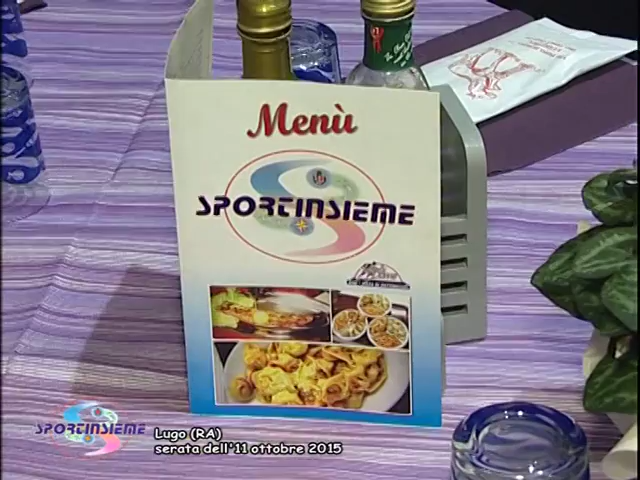 Menù
SPORTINSIEME
SPORTINSIEME
Lugo (RA)
serata dell'11 ottobre 2015